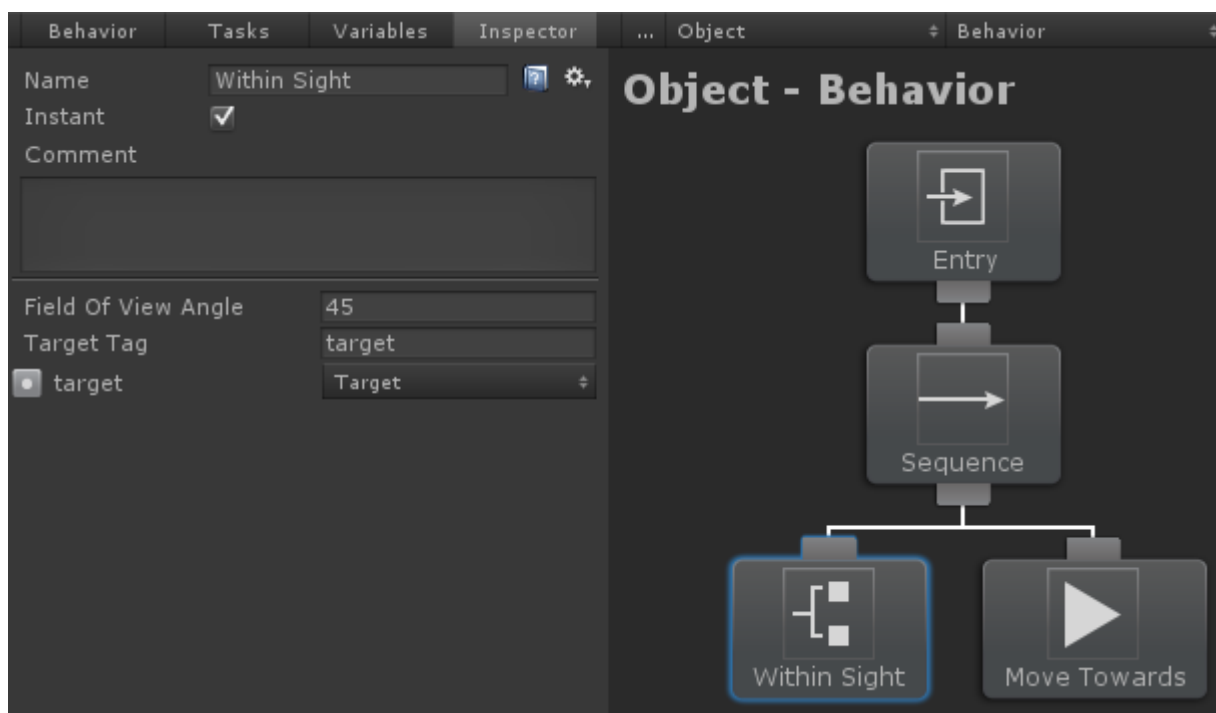 Behavior Tasks Variables Inspector ... Object Behavior
Name Within Sight
Instant
Comment
Field Of View Angle 45
Target Tag target
target Target
Object - Behavior
Entry
Sequence
Within Sight Move Towards